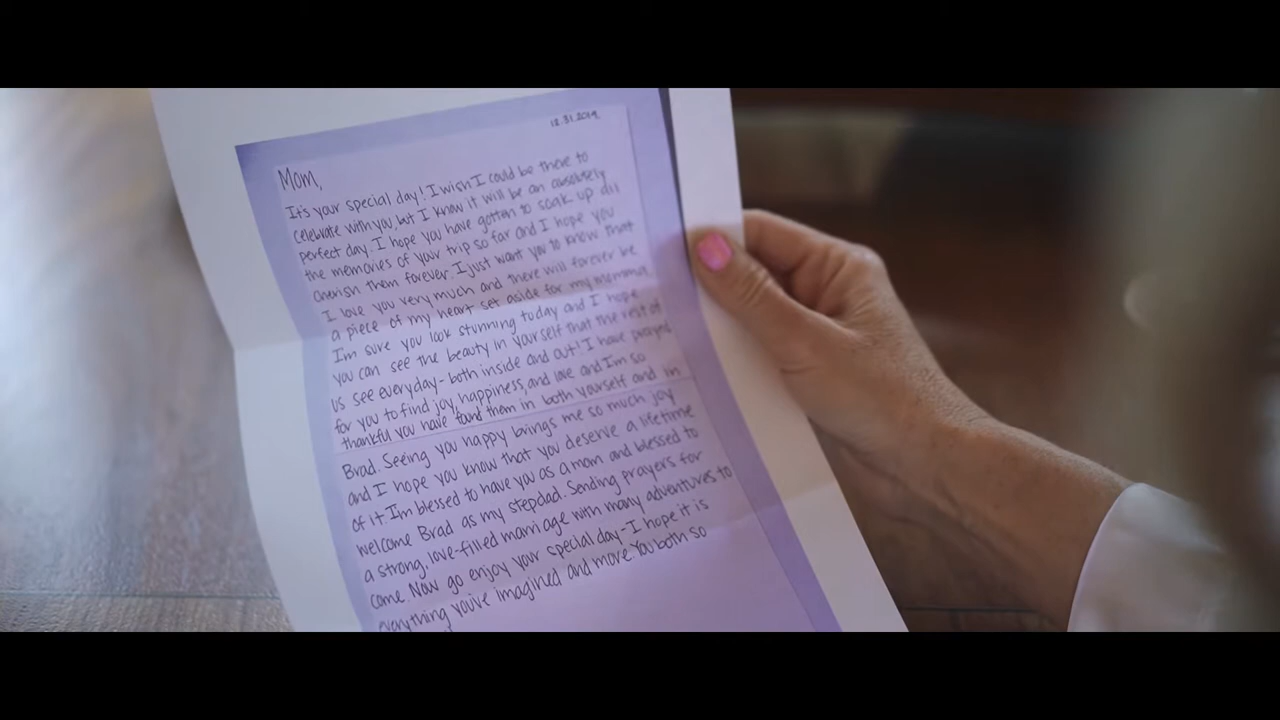 12.31.2019
Mom,
It's your special day! I wish I could be there to
celebrate with you, but I know it will be an absolutely
perfect day. I hope you have gotten to soak up all
the memories of your trip so far and I hope you
cherish them forever. I just want you to know that
I love you very much and there will forever be
a piece of my heart set aside for my momma.
I'm sure you look stunning today and I hope
you can see the beauty in yourself that the rest of
us see everyday- both inside and out! I have prayed
for you to find joy, happiness, and love and I'm so
thankful you have found them in both yourself and in
Brad. Seeing you happy brings me so much joy
and I hope you know that you deserve a lifetime
of it. I'm blessed to have you as a mom and blessed to
welcome Brad as my stepdad. Sending prayers for
a strong, love-filled marriage with many adventures to
come. Now go enjoy your special day- I hope it is
everything you've imagined and more. You both so